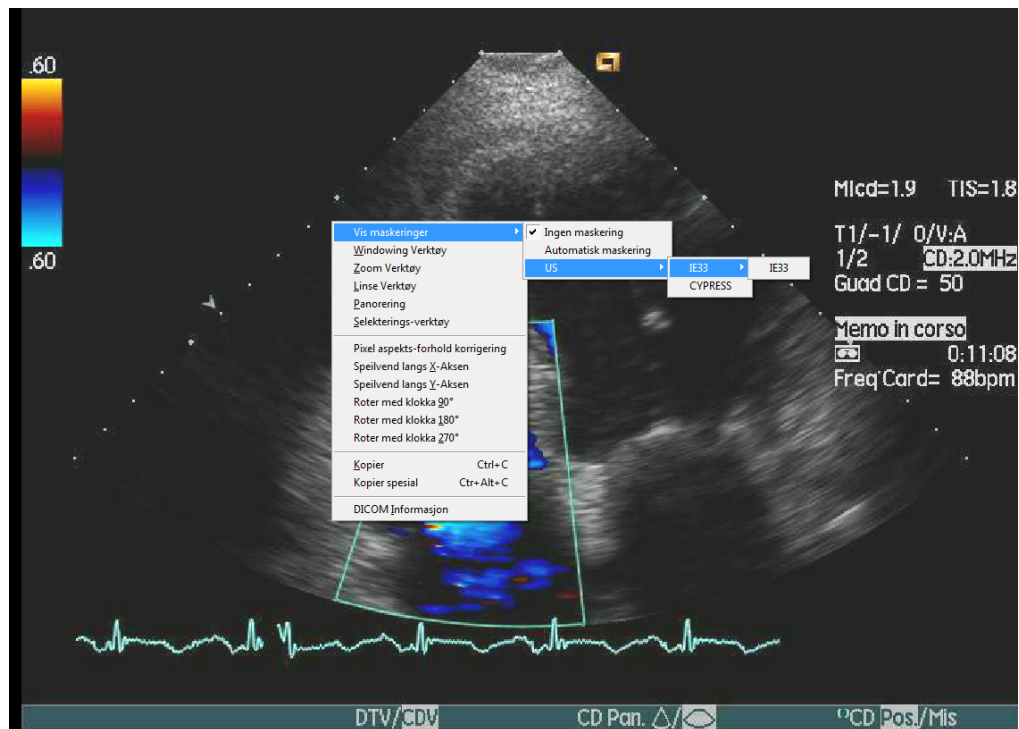 .60
.60
MIcd=1.9 TIS=1.8
T1/-1/ 0/V:A
1/2 CD:2.0MHz
Guad CD = 50
Memo in corso
0:11:08
Freq Card= 88bpm
Vis maskeringer
Windowing Verktøy
Zoom Verktøy
Linse Verktøy
Panorering
Selekterings-verktøy
Pixel aspekts-forhold korrigering
Speilvend langs X-Aksen
Speilvend langs Y-Aksen
Roter med klokka 90°
Roter med klokka 180°
Roter med klokka 270°
Kopier Ctrl+C
Kopier spesial Ctr+Alt+C
DICOM Informasjon
Ingen maskering
Automatisk maskering
US
IE33
CYPRESS
IE33
DTV/CDV CD Pan. CD Pos./Mis